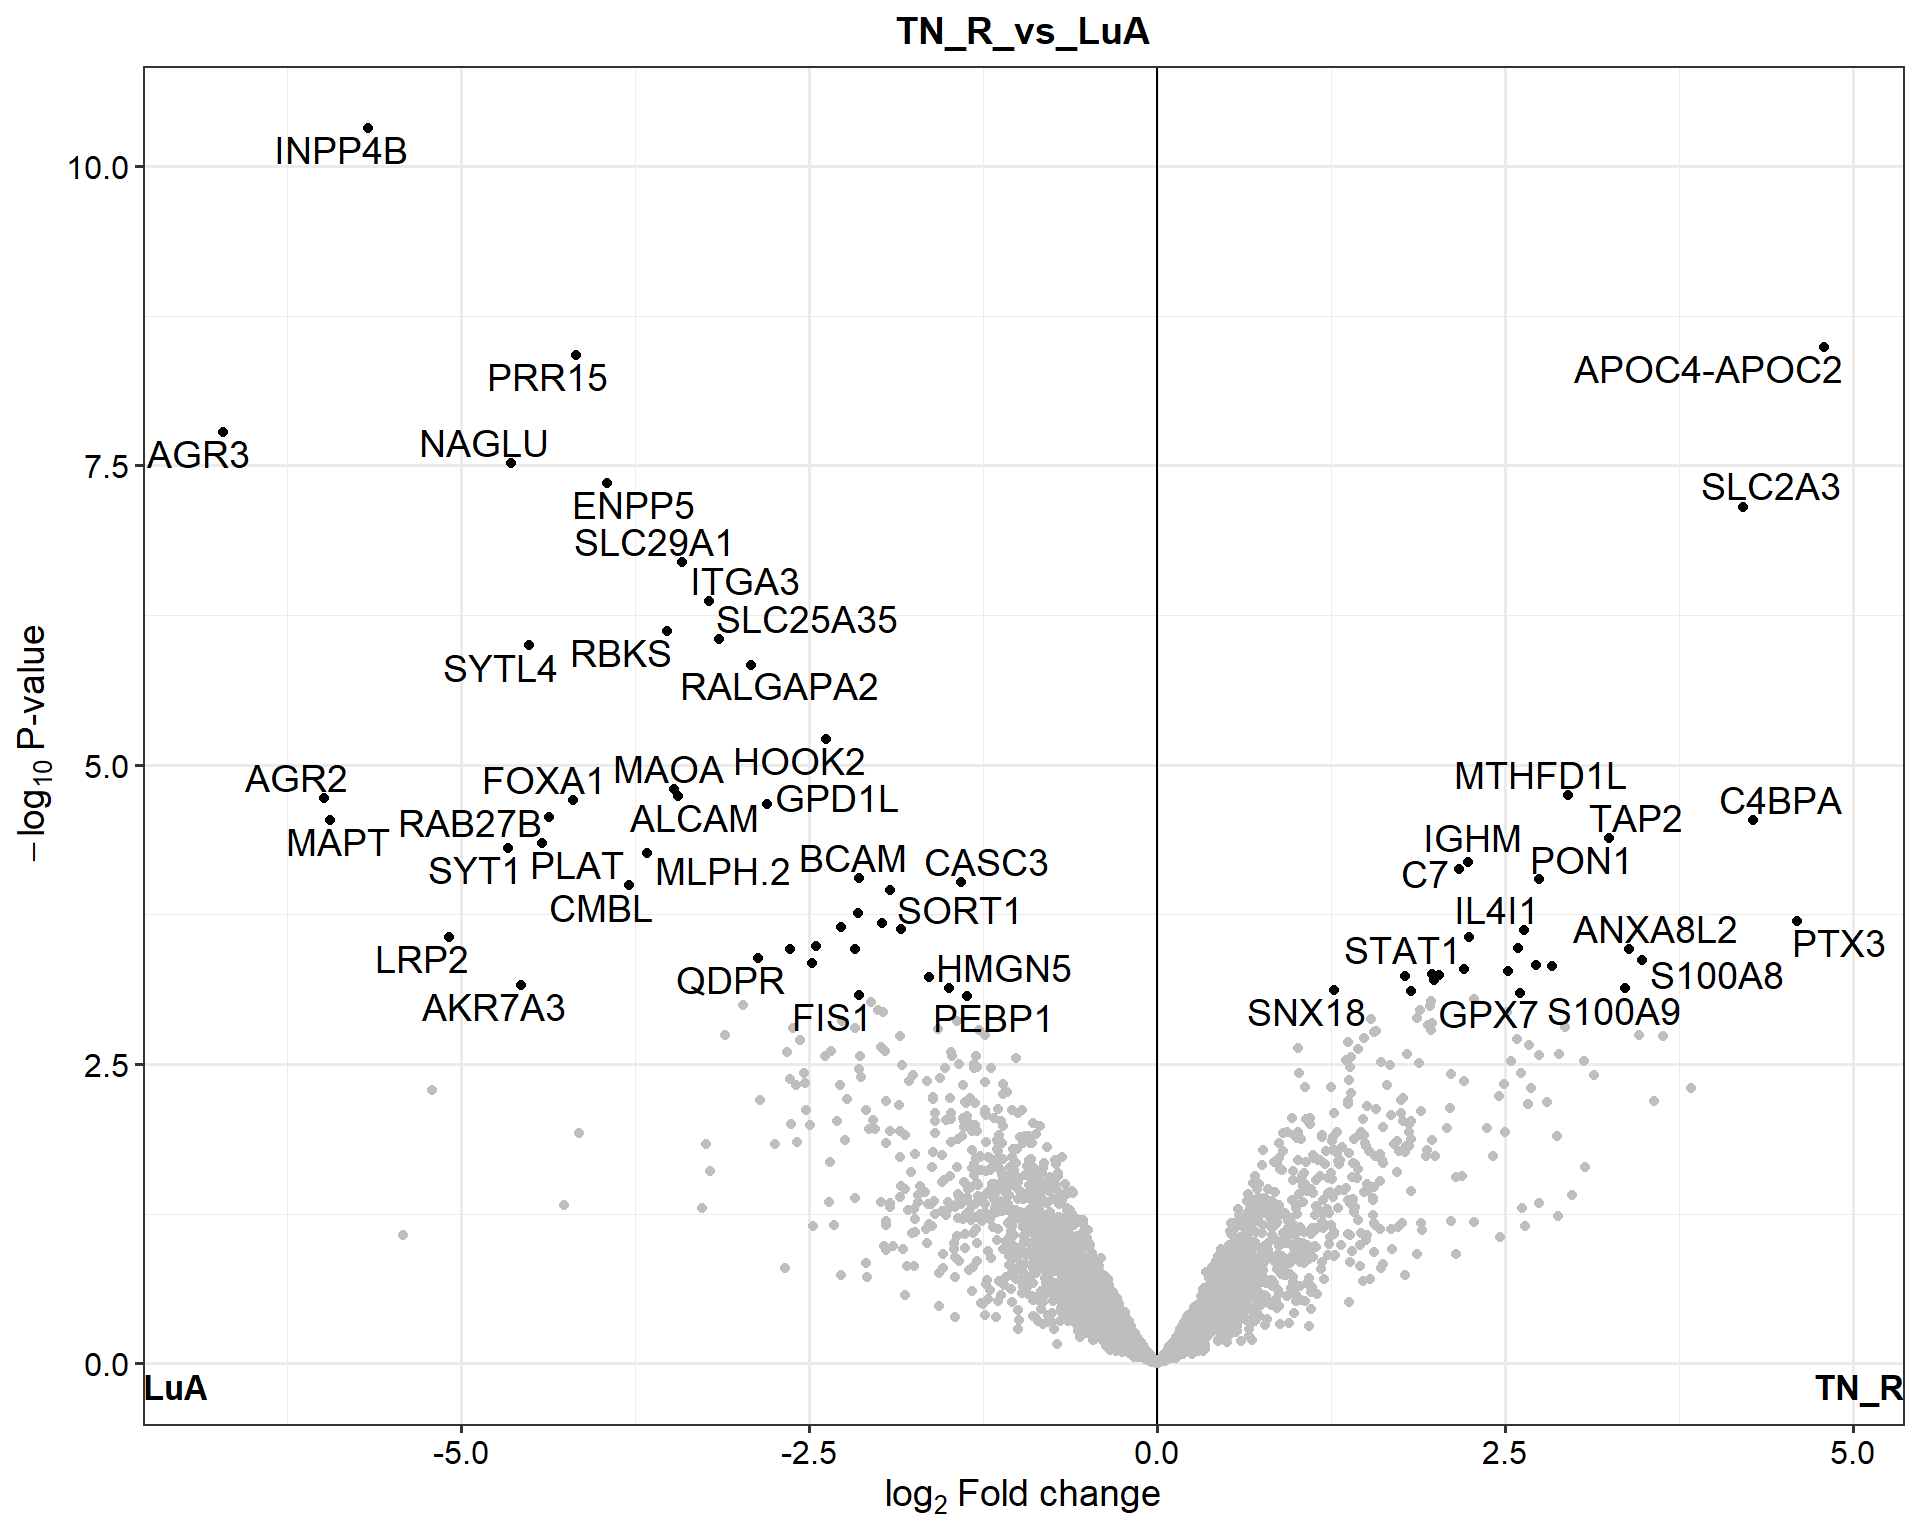 TN_R_vs_LuA
INPP4B
10.0
PRR15
APOC4-APOC2
AGR3
NAGLU
7.5
SLC2A3
ENPP5
SLC29A1
ITGA3
SLC25A35
RBKS
SYTL4
RALGAPA2
−log10 P-value
5.0
HOOK2
MAOA
AGR2
FOXA1
MTHFD1L
GPD1L
C4BPA
RAB27B
ALCAM
TAP2
MAPT
IGHM
SYT1
PLAT
MLPH.2
BCAM
CASC3
C7
PON1
CMBL
SORT1
IL4I1
ANXA8L2
PTX3
LRP2
STAT1
QDPR
HMGN5
S100A8
AKR7A3
FIS1
PEBP1
SNX18
GPX7
S100A9
2.5
0.0
LuA
TN_R
-5.0
-2.5
0.0
2.5
5.0
log2 Fold change